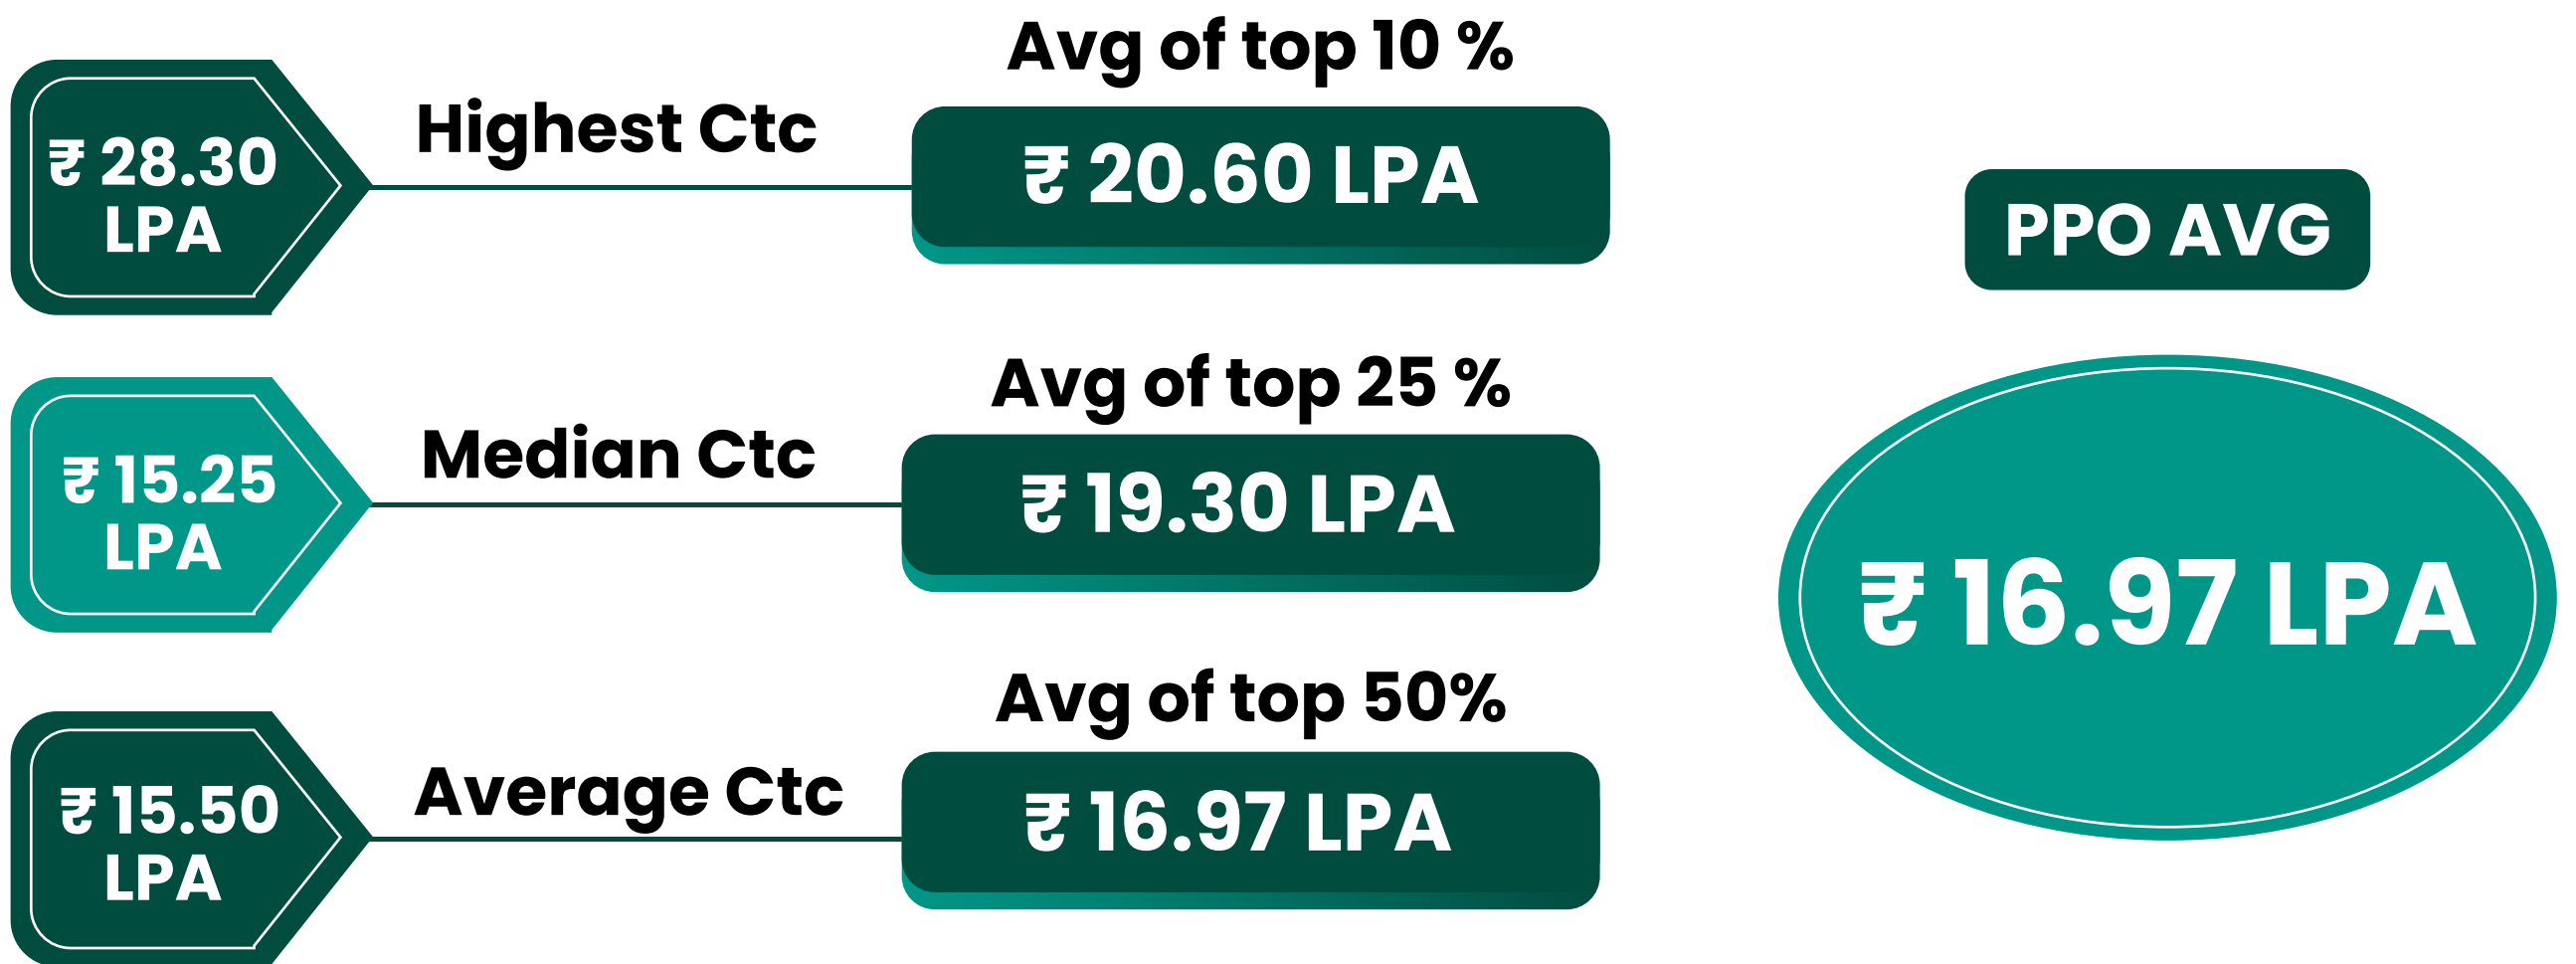 Avg of top 10 %
₹ 28.30
LPA
Highest Ctc
₹ 20.60 LPA
PPO AVG
Avg of top 25 %
₹ 15.25
LPA
Median Ctc
₹ 19.30 LPA
₹ 16.97 LPA
Avg of top 50%
₹ 15.50
LPA
Average Ctc
₹ 16.97 LPA